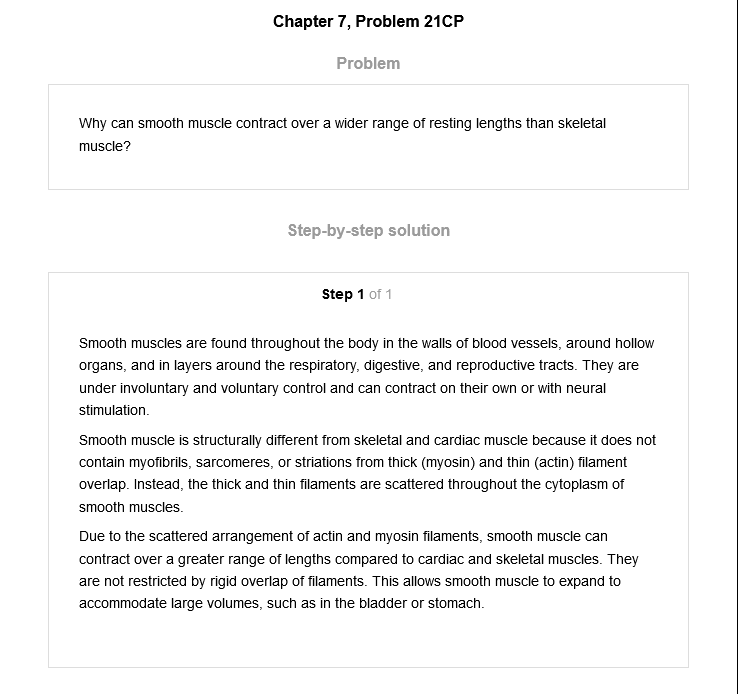 Chapter 7, Problem 21CP
Problem
Why can smooth muscle contract over a wider range of resting lengths than skeletal
muscle?
Step-by-step solution
Step 1 of 1
Smooth muscles are found throughout the body in the walls of blood vessels, around hollow
organs, and in layers around the respiratory, digestive, and reproductive tracts. They are
under involuntary and voluntary control and can contract on their own or with neural
stimulation.
Smooth muscle is structurally different from skeletal and cardiac muscle because it does not
contain myofibrils, sarcomeres, or striations from thick (myosin) and thin (actin) filament
overlap. Instead, the thick and thin filaments are scattered throughout the cytoplasm of
smooth muscles.
Due to the scattered arrangement of actin and myosin filaments, smooth muscle can
contract over a greater range of lengths compared to cardiac and skeletal muscles. They
are not restricted by rigid overlap of filaments. This allows smooth muscle to expand to
accommodate large volumes, such as in the bladder or stomach.